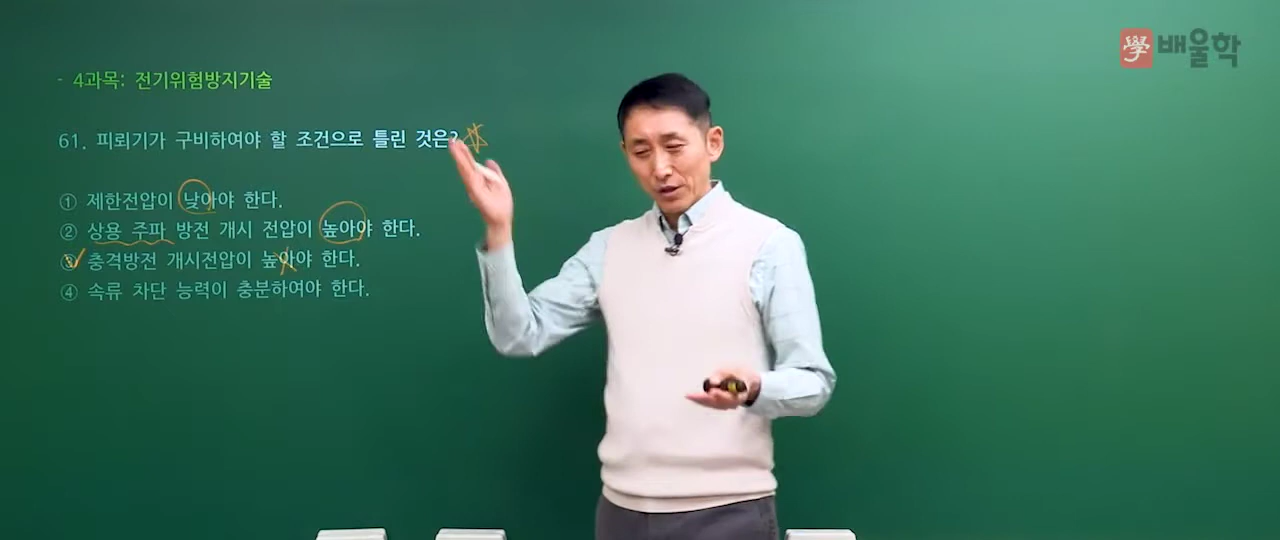 學 배울학
- 4과목: 전기위험방지기술
61. 피뢰기가 구비하여야 할 조건으로 틀린 것은?
① 제한전압이 낮아야 한다.
② 상용 주파 방전 개시 전압이 높아야 한다.
③ 충격방전 개시전압이 높아야 한다.
④ 속류 차단 능력이 충분하여야 한다.